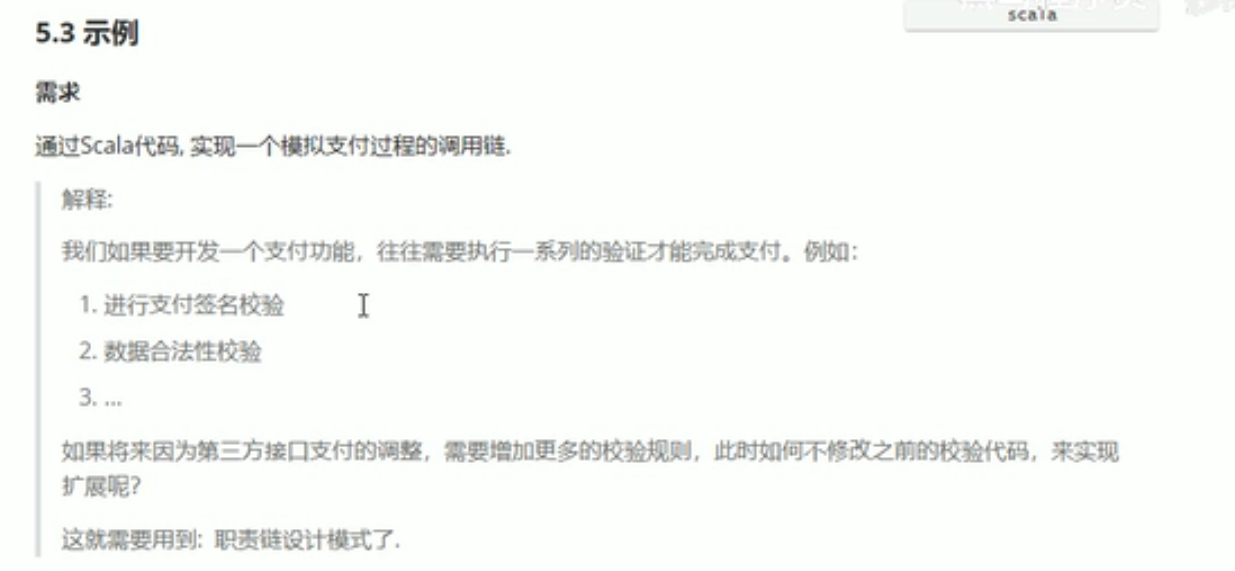 scala
5.3 示例
需求
通过Scala代码, 实现一个模拟支付过程的调用链.
解释:
我们如果要开发一个支付功能，往往需要执行一系列的验证才能完成支付。例如：
1. 进行支付签名校验
2. 数据合法性校验
3. ...
如果将来因为第三方接口支付的调整，需要增加更多的校验规则，此时如何不修改之前的校验代码，来实现
扩展呢?
这就需要用到: 职责链设计模式了.